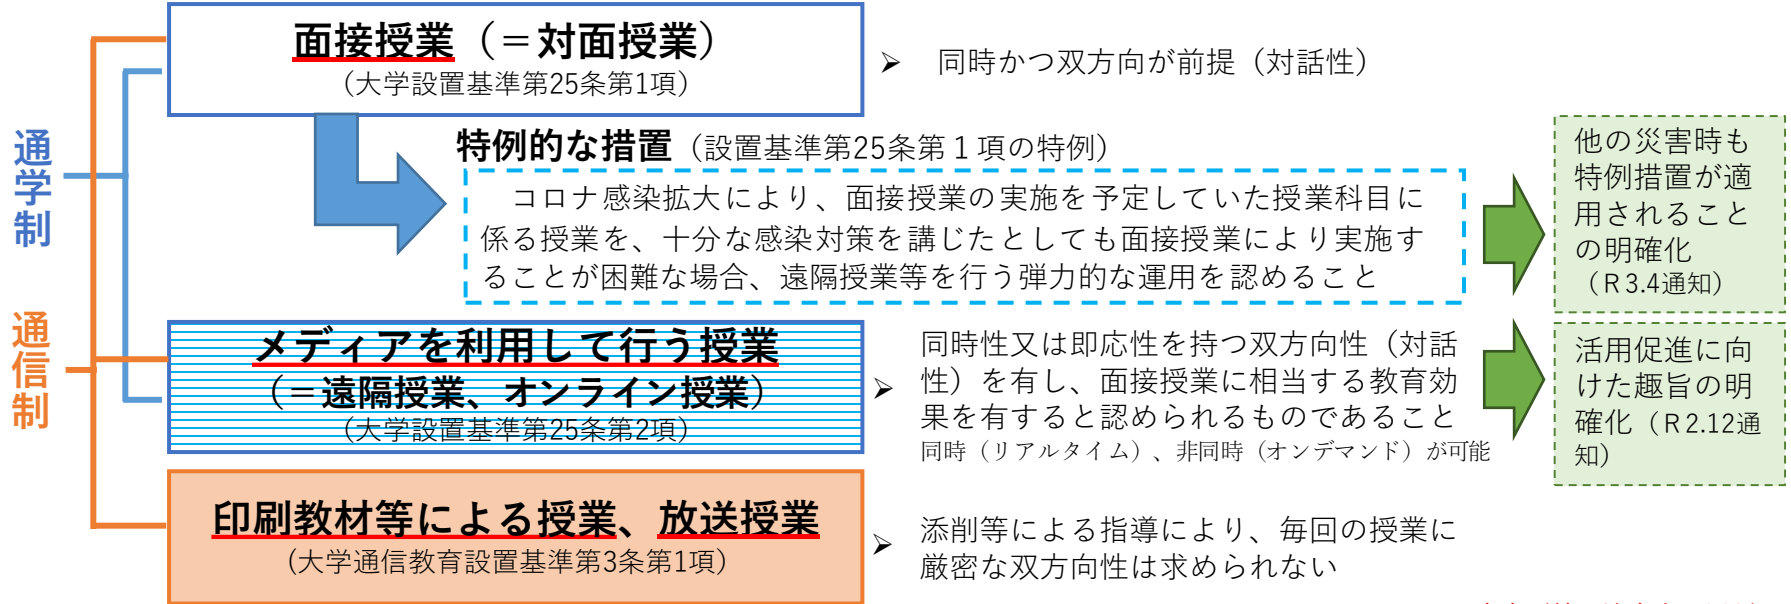 面接授業（＝対面授業）
(大学設置基準第25条第1項)
➢ 同時かつ双方向が前提（対話性）
通学制
特例的な措置（設置基準第25条第１項の特例）
コロナ感染拡大により、面接授業の実施を予定していた授業科目に
係る授業を、十分な感染対策を講じたとしても面接授業により実施す
ることが困難な場合、遠隔授業等を行う弾力的な運用を認めること
他の災害時も
特例措置が適
用されること
の明確化
（R3.4通知）
通信制
メディアを利用して行う授業
（＝遠隔授業、オンライン授業）
(大学設置基準第25条第2項)
➢ 同時性又は即応性を持つ双方向性（対話
性）を有し、面接授業に相当する教育効
果を有すると認められるものであること
同時（リアルタイム）、非同時（オンデマンド）が可能
活用促進に向
けた趣旨の明
確化（R2.12通
知）
印刷教材等による授業、放送授業
(大学通信教育設置基準第3条第1項)
➢ 添削等による指導により、毎回の授業に
厳密な双方向性は求められない